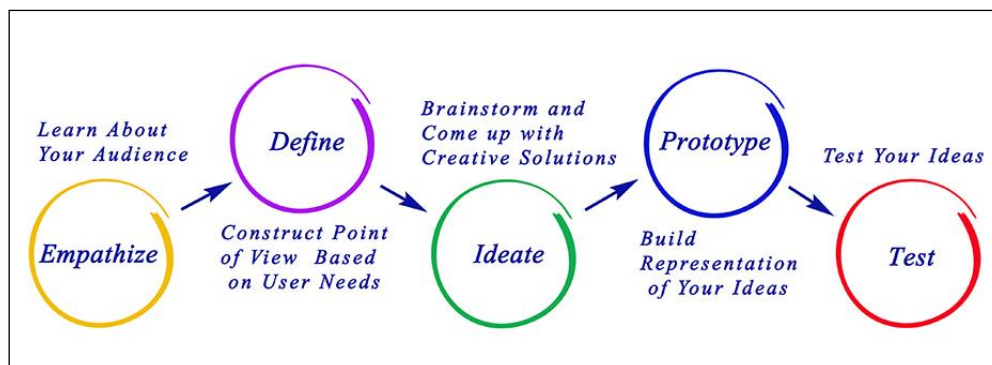 Learn About
Your Audience
Empathize
Define
Construct Point
of View Based
on User Needs
Brainstorm and
Come up with
Creative Solutions
Ideate
Prototype
Build
Representation
of Your Ideas
Test Your Ideas
Test